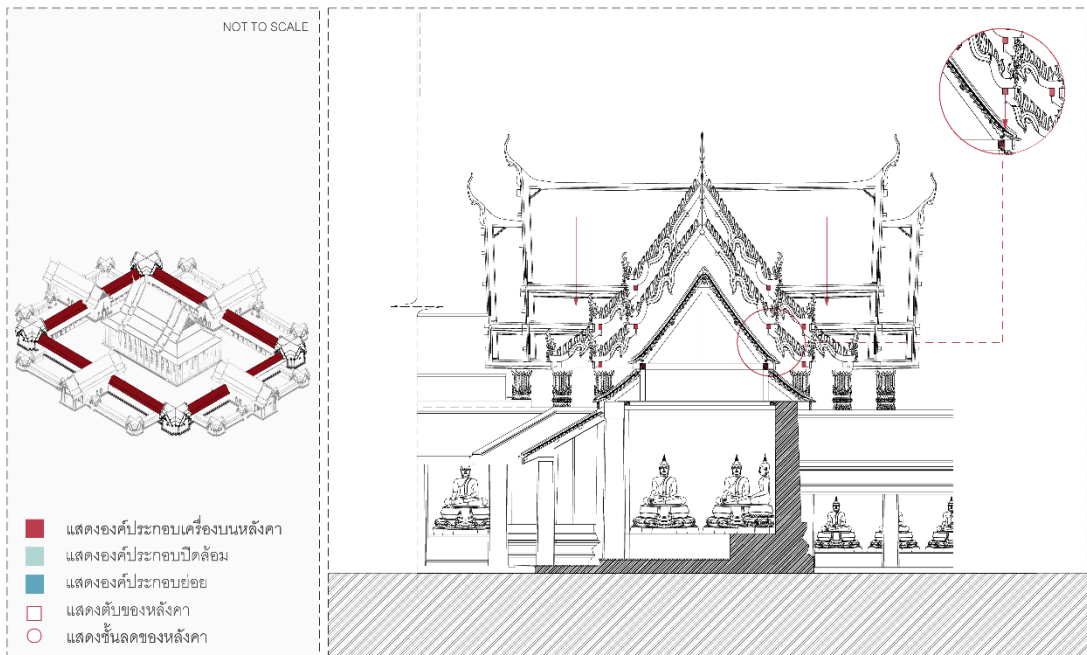 NOT TO SCALE
แสดงองค์ประกอบเครื่องบนหลังคา
แสดงองค์ประกอบปิดล้อม
แสดงองค์ประกอบย่อย
แสดงตับของหลังคา
แสดงชั้นลดของหลังคา